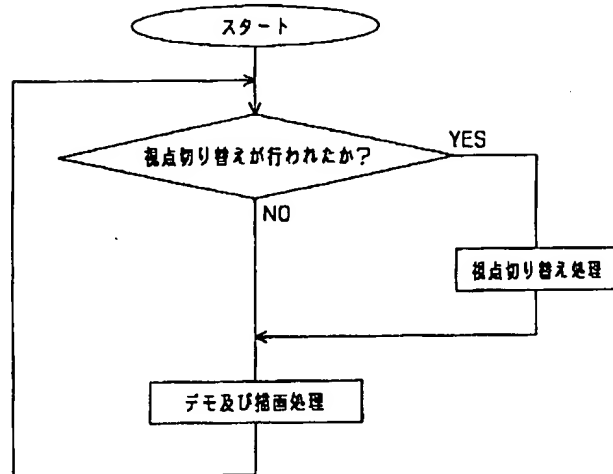 スタート
視点切り替えが行われたか?
YES
NO
視点切り替え処理
デモ及び描画処理